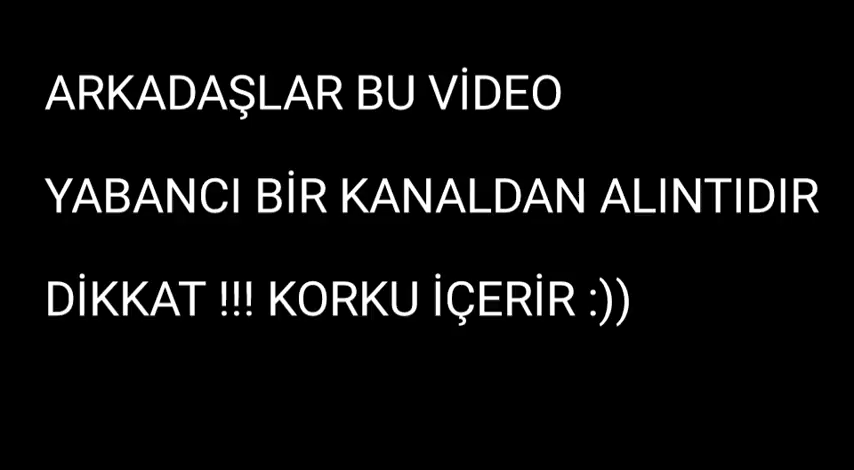 ARKADAŞLAR BU VİDEO
YABANCI BİR KANALDAN ALINTIDIR
DİKKAT !!! KORKU İÇERİR :))